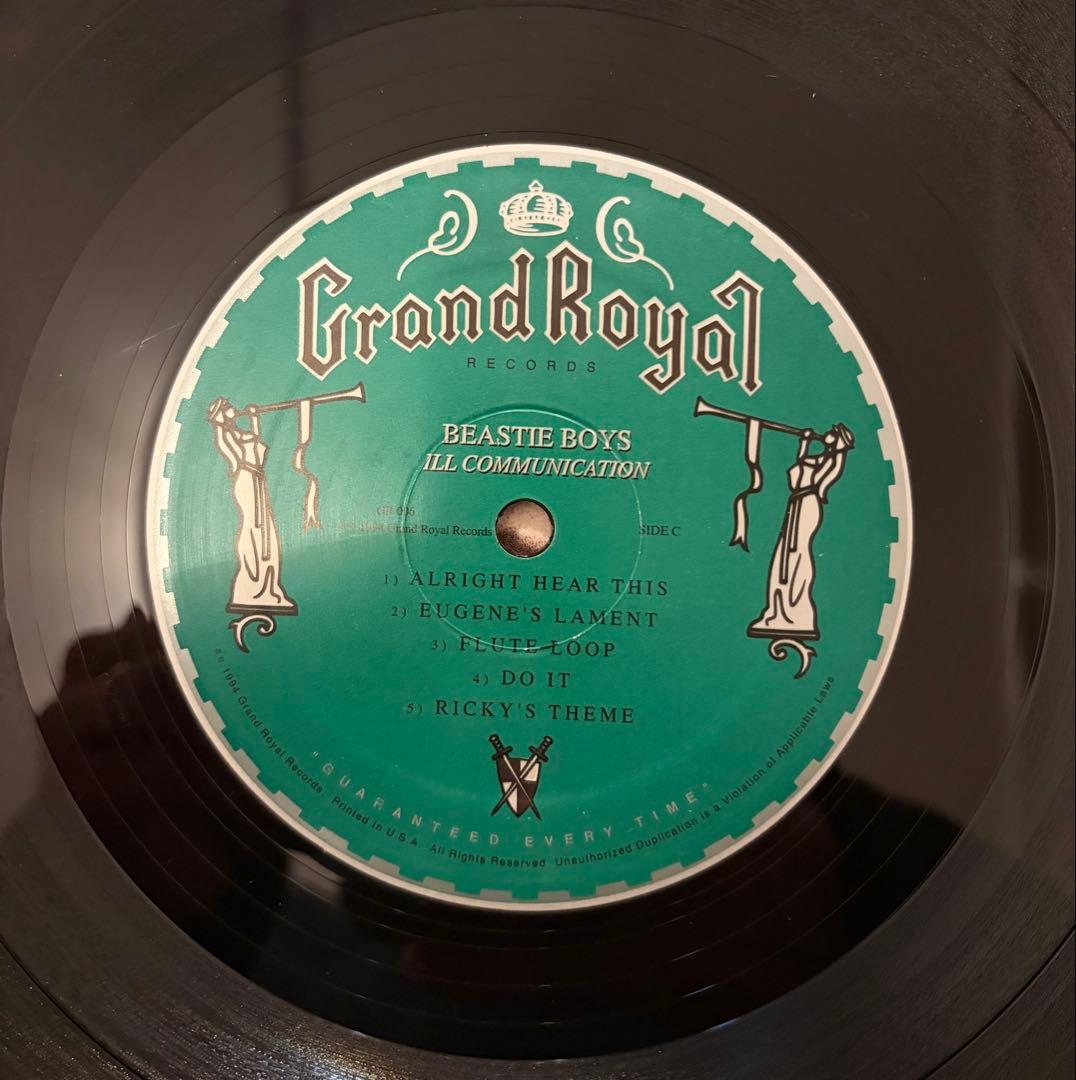 Grand Royal
RECORDS
BEASTIE BOYS
ILL COMMUNICATION
GR 006
Grand Royal Records
SIDE C
1) ALRIGHT HEAR THIS
2) EUGENE'S LAMENT
3) FLUTE LOOP
4) DO IT
5) RICKY'S THEME
"GUARANTEED EVERY TIME"
1994 Grand Royal Records Printed in U.S.A. All Rights Reserved Unauthorized Duplication is a Violation of Applicable Laws